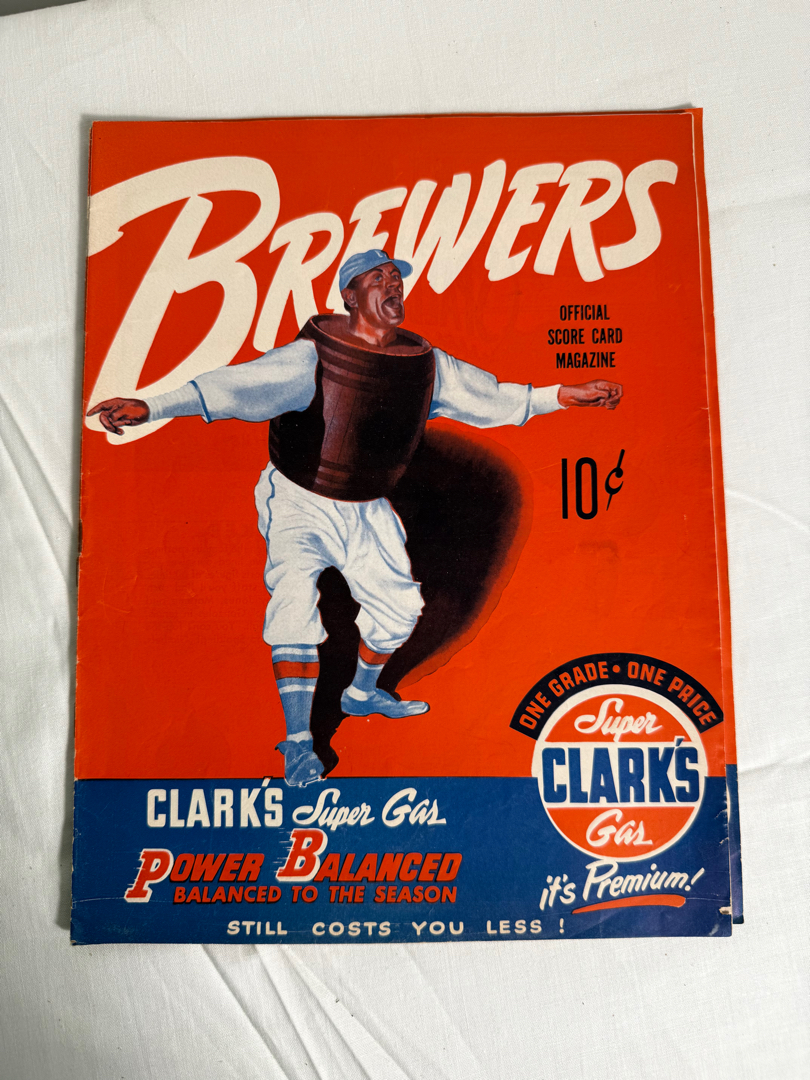 BREWERS
OFFICIAL
SCORE CARD
MAGAZINE
10¢
ONE GRADE • ONE PRICE
Super
CLARK'S
Gas
it's Premium!
CLARK'S Super Gas
POWER BALANCED
BALANCED TO THE SEASON
STILL COSTS YOU LESS !